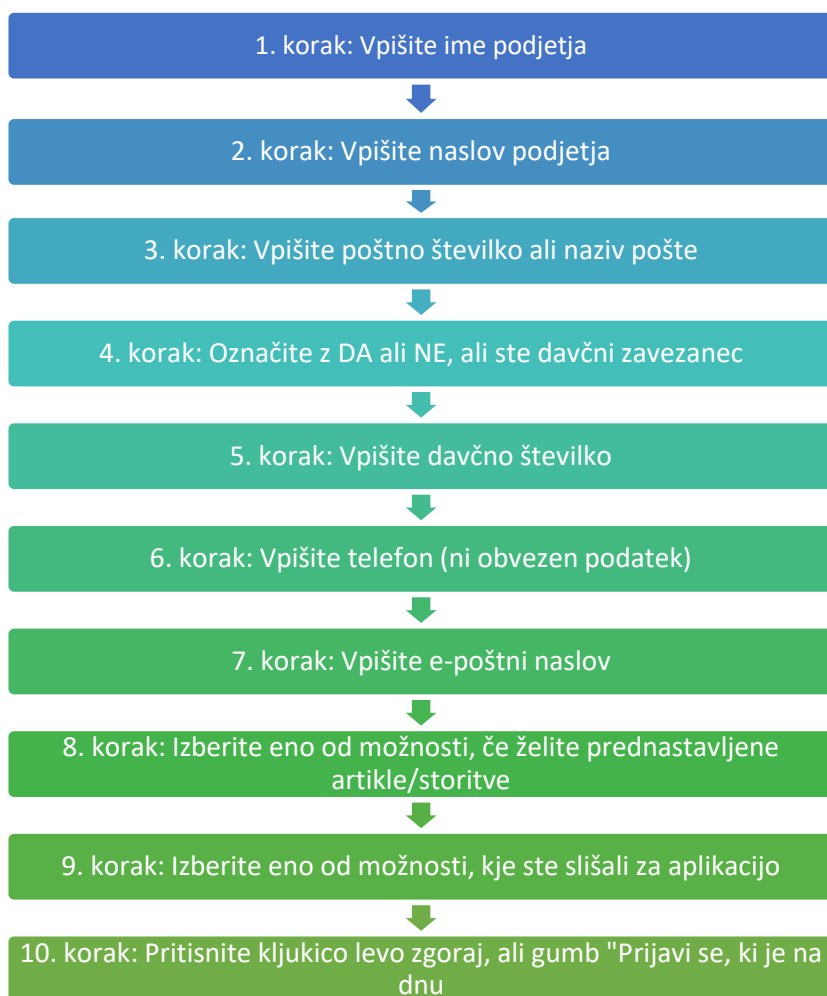 1. korak: Vpišite ime podjetja
2. korak: Vpišite naslov podjetja
3. korak: Vpišite poštno številko ali naziv pošte
4. korak: Označite z DA ali NE, ali ste davčni zavezanec
5. korak: Vpišite davčno številko
6. korak: Vpišite telefon (ni obvezen podatek)
7. korak: Vpišite e-poštni naslov
8. korak: Izberite eno od možnosti, če želite prednastavljene
artikle/storitve
9. korak: Izberite eno od možnosti, kje ste slišali za aplikacijo
10. korak: Pritisnite kljukico levo zgoraj, ali gumb "Prijavi se, ki je na
dnu